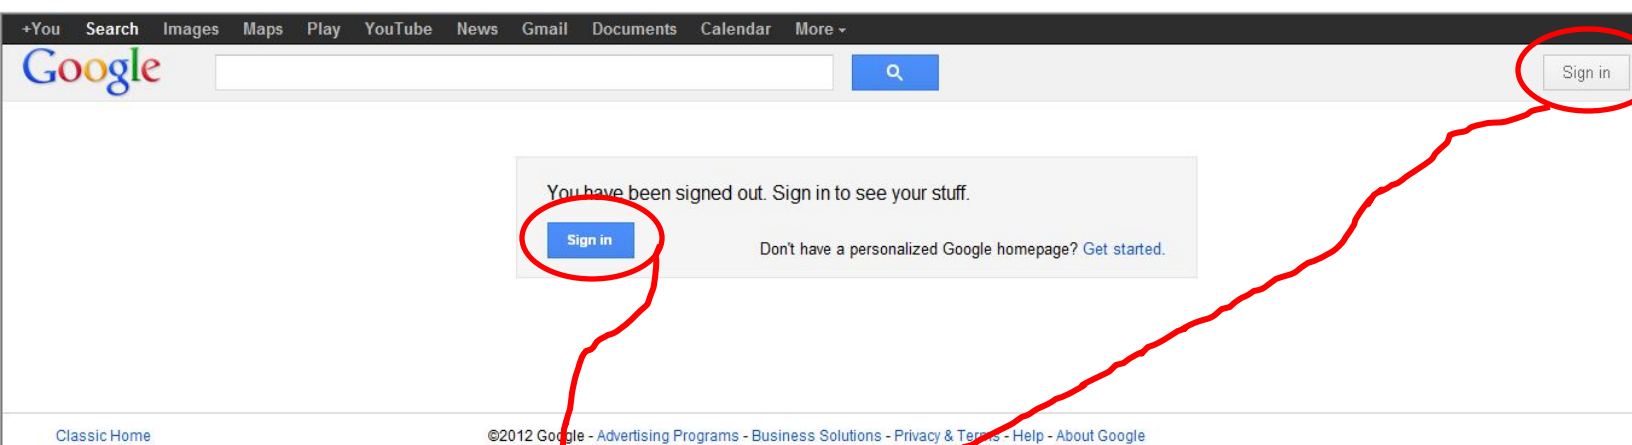 +You Search Images Maps Play YouTube News Gmail Documents Calendar More
Google
Sign in
You have been signed out. Sign in to see your stuff.
Sign in
Don't have a personalized Google homepage? Get started.
Classic Home
©2012 Google - Advertising Programs - Business Solutions - Privacy & Terms - Help - About Google